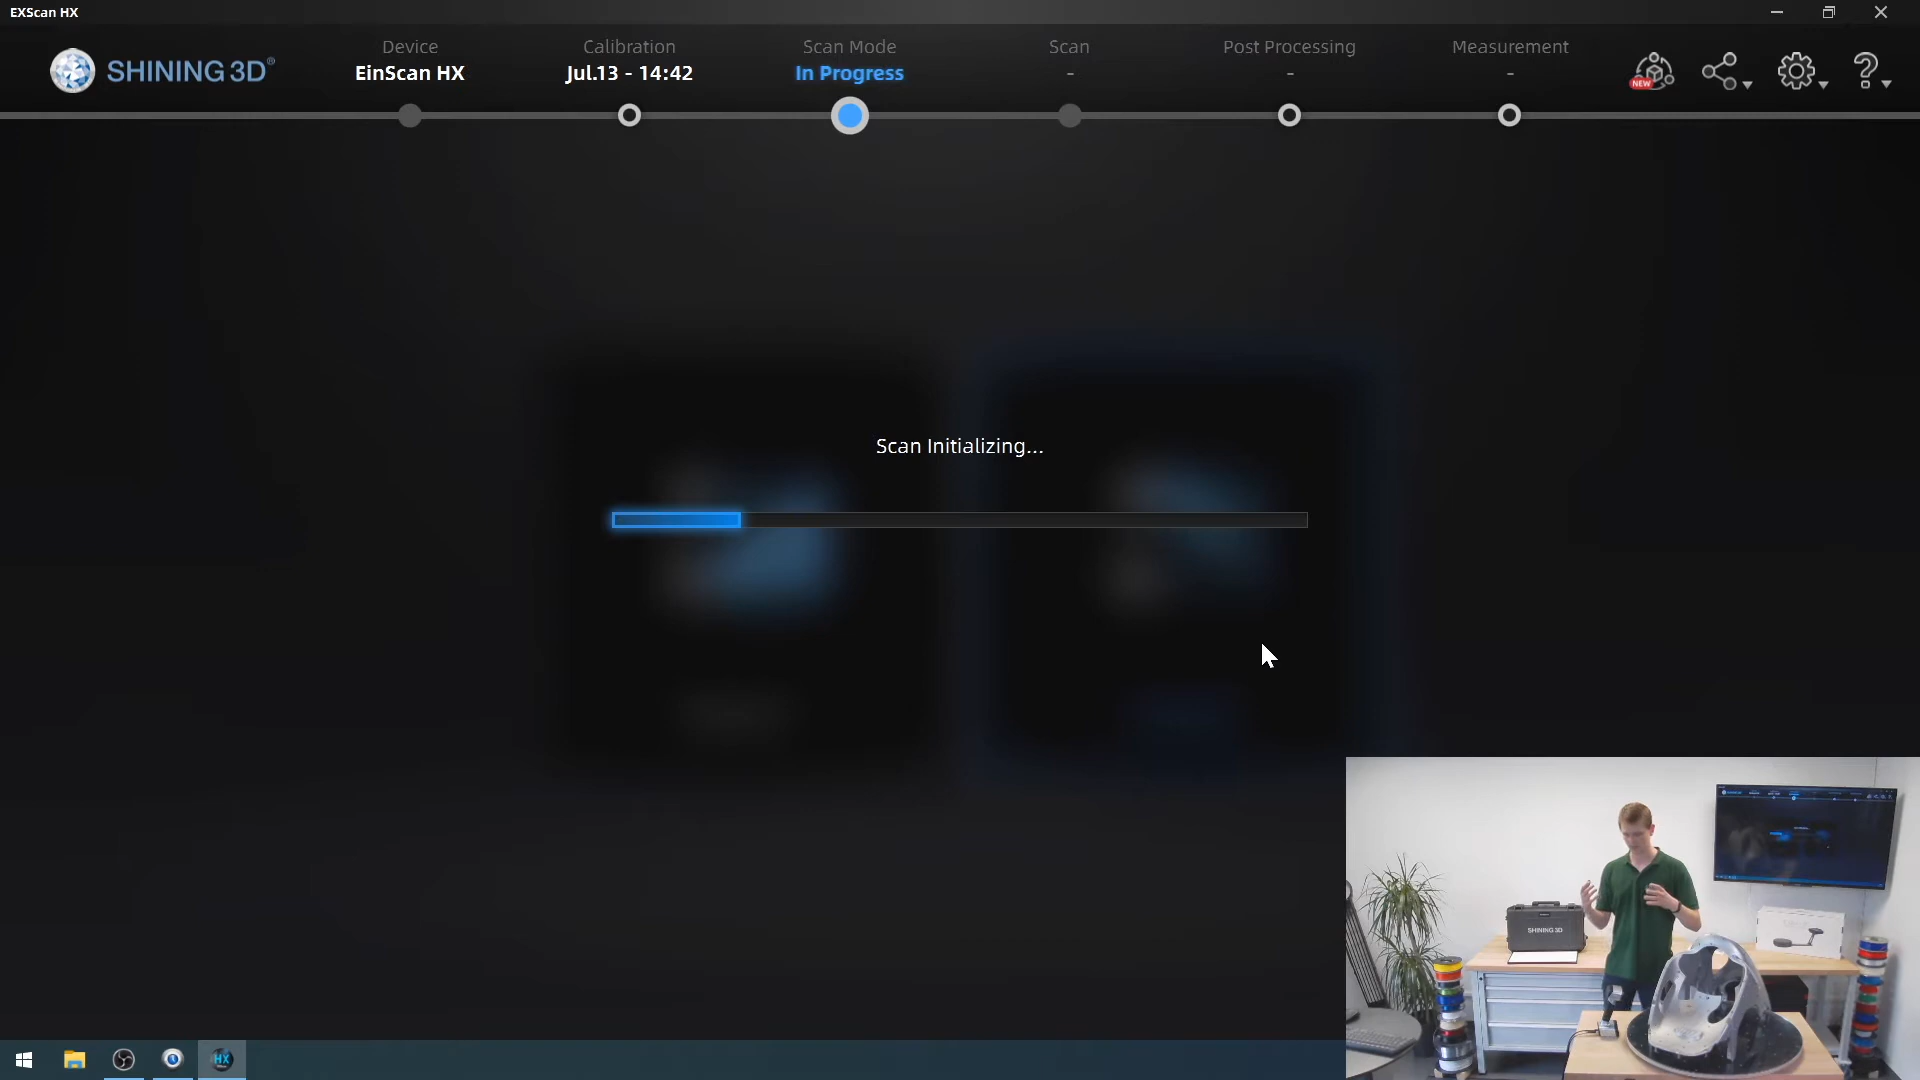 EXScan HX
SHINING 3D®
Device
EinScan HX
Calibration
Jul.13 - 14:42
Scan Mode
In Progress
Scan
-
Post Processing
-
Measurement
-
NEW
Scan Initializing...
SHINING 3D
HX